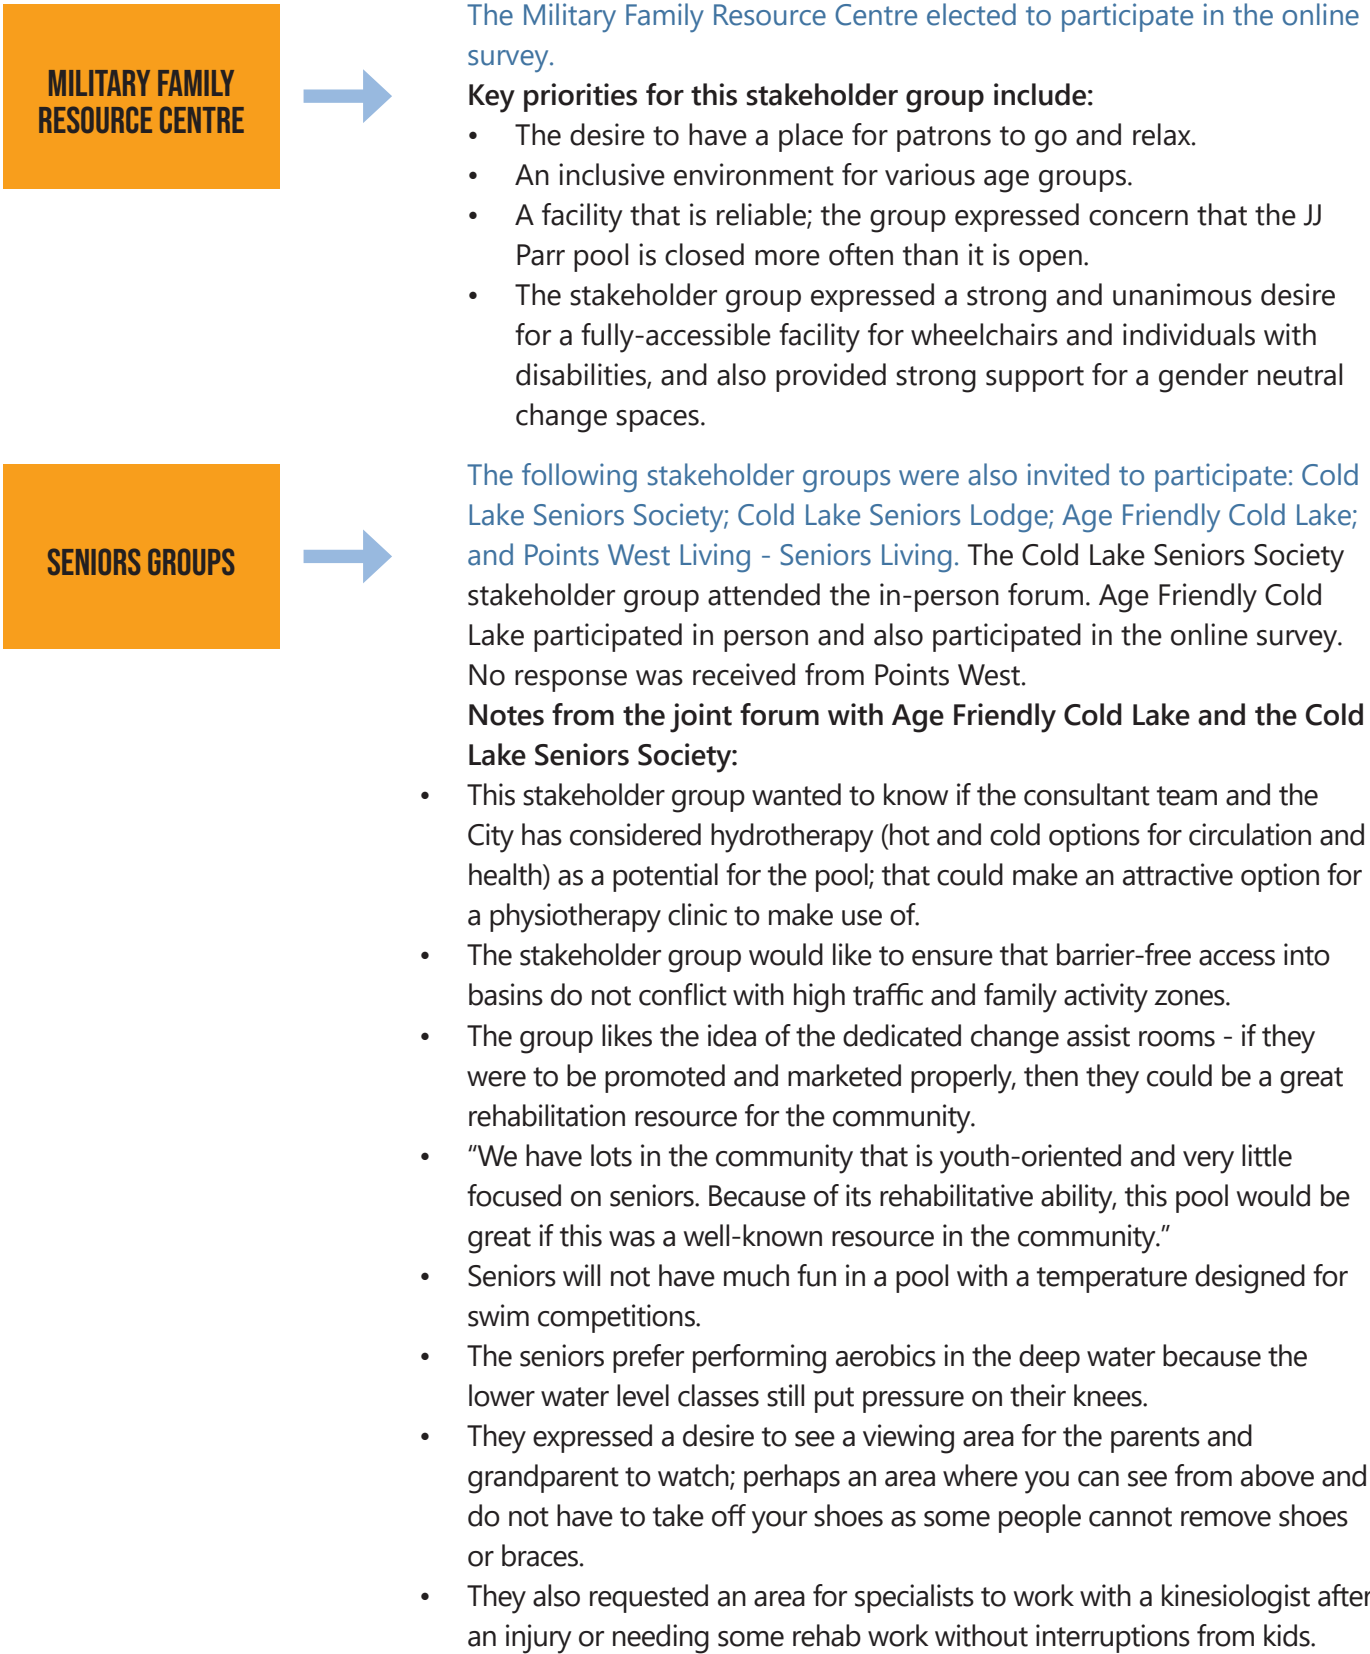 MILITARY FAMILY
RESOURCE CENTRE
The Military Family Resource Centre elected to participate in the online
survey.
Key priorities for this stakeholder group include:
• The desire to have a place for patrons to go and relax.
• An inclusive environment for various age groups.
• A facility that is reliable; the group expressed concern that the JJ
Parr pool is closed more often than it is open.
• The stakeholder group expressed a strong and unanimous desire
for a fully-accessible facility for wheelchairs and individuals with
disabilities, and also provided strong support for a gender neutral
change spaces.
SENIORS GROUPS
The following stakeholder groups were also invited to participate: Cold
Lake Seniors Society; Cold Lake Seniors Lodge; Age Friendly Cold Lake;
and Points West Living - Seniors Living. The Cold Lake Seniors Society
stakeholder group attended the in-person forum. Age Friendly Cold
Lake participated in person and also participated in the online survey.
No response was received from Points West.
Notes from the joint forum with Age Friendly Cold Lake and the Cold
Lake Seniors Society:
• This stakeholder group wanted to know if the consultant team and the
City has considered hydrotherapy (hot and cold options for circulation and
health) as a potential for the pool; that could make an attractive option for
a physiotherapy clinic to make use of.
• The stakeholder group would like to ensure that barrier-free access into
basins do not conflict with high traffic and family activity zones.
• The group likes the idea of the dedicated change assist rooms - if they
were to be promoted and marketed properly, then they could be a great
rehabilitation resource for the community.
• “We have lots in the community that is youth-oriented and very little
focused on seniors. Because of its rehabilitative ability, this pool would be
great if this was a well-known resource in the community.”
• Seniors will not have much fun in a pool with a temperature designed for
swim competitions.
• The seniors prefer performing aerobics in the deep water because the
lower water level classes still put pressure on their knees.
• They expressed a desire to see a viewing area for the parents and
grandparent to watch; perhaps an area where you can see from above and
do not have to take off your shoes as some people cannot remove shoes
or braces.
• They also requested an area for specialists to work with a kinesiologist after
an injury or needing some rehab work without interruptions from kids.